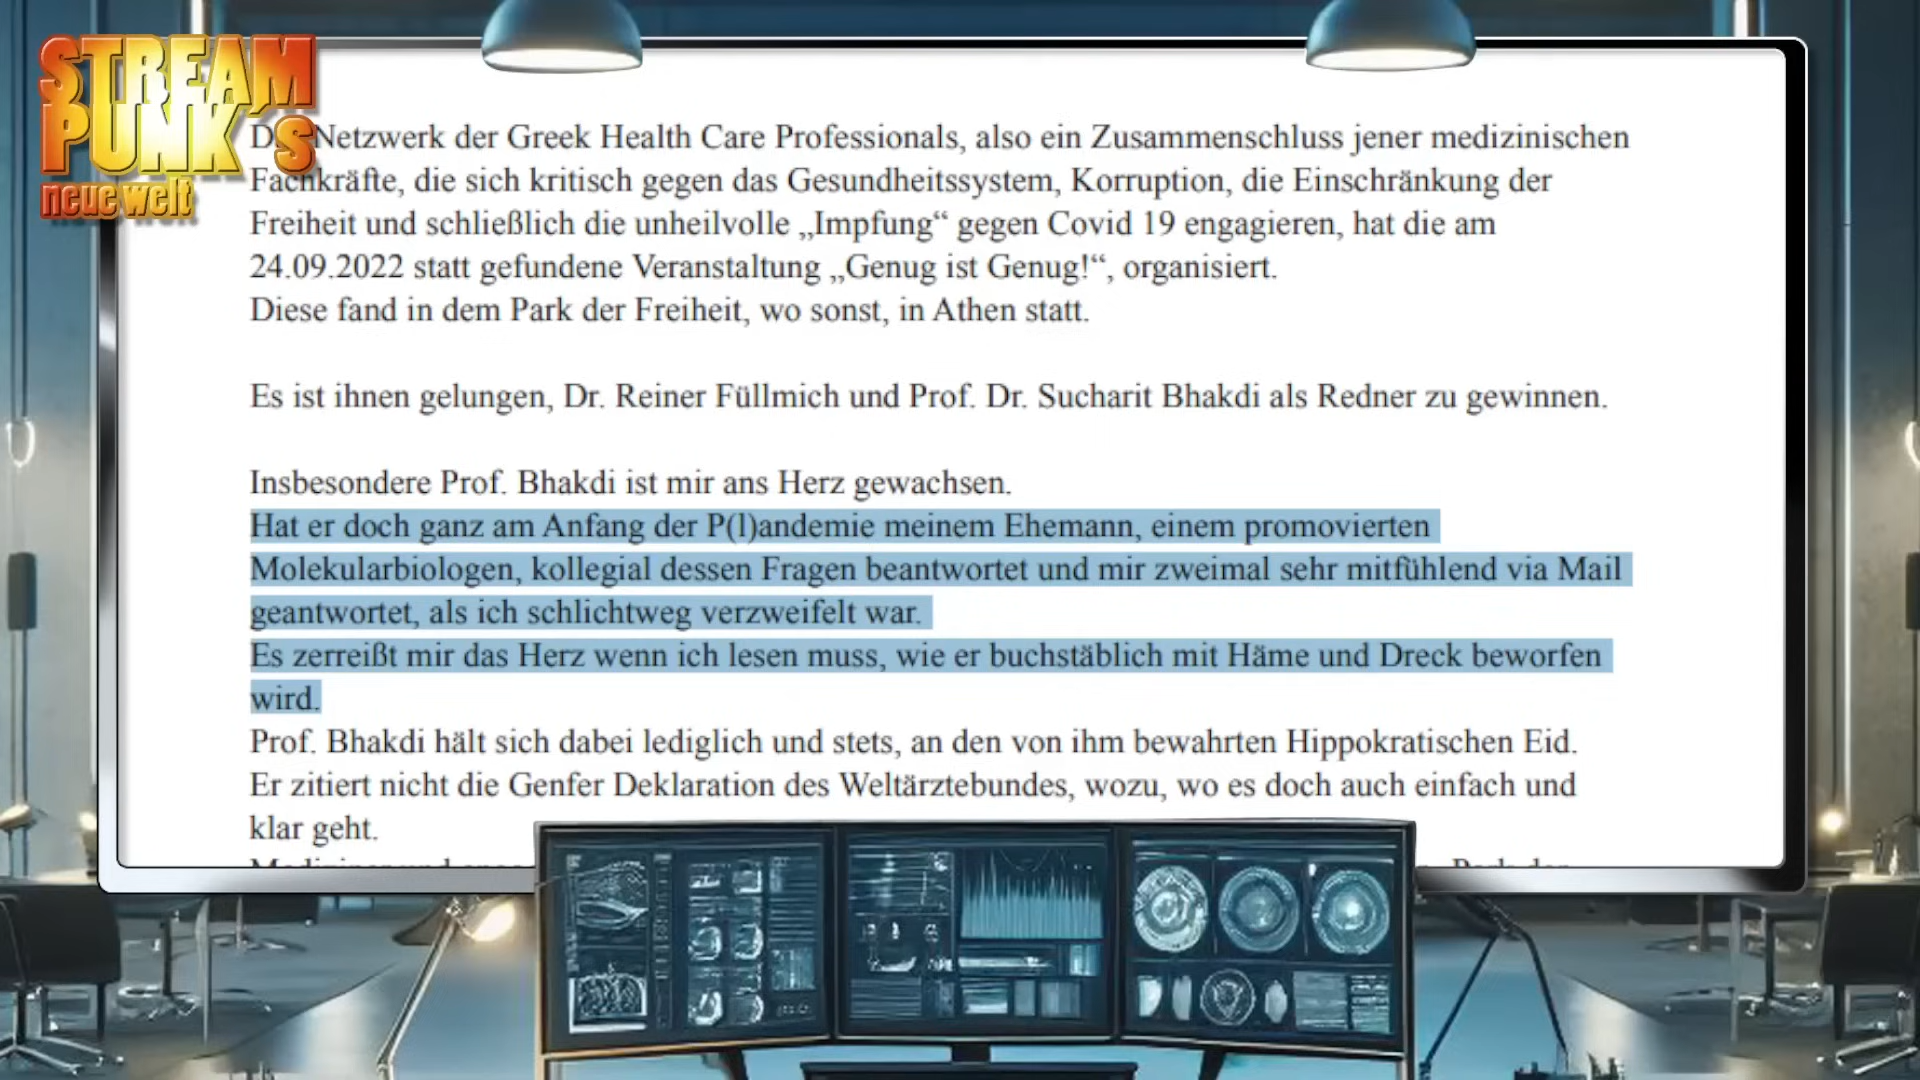 STREAM
PUNK´S
neue welt
Netzwerk der Greek Health Care Professionals, also ein Zusammenschluss jener medizinischen
Fachkräfte, die sich kritisch gegen das Gesundheitssystem, Korruption, die Einschränkung der
Freiheit und schließlich die unheilvolle „Impfung“ gegen Covid 19 engagieren, hat die am
24.09.2022 statt gefundene Veranstaltung „Genug ist Genug!“, organisiert.
Diese fand in dem Park der Freiheit, wo sonst, in Athen statt.
Es ist ihnen gelungen, Dr. Reiner Füllmich und Prof. Dr. Sucharit Bhakdi als Redner zu gewinnen.
Insbesondere Prof. Bhakdi ist mir ans Herz gewachsen.
Hat er doch ganz am Anfang der P(l)andemie meinem Ehemann, einem promovierten
Molekularbiologen, kollegial dessen Fragen beantwortet und mir zweimal sehr mitfühlend via Mail
geantwortet, als ich schlichtweg verzweifelt war.
Es zerreißt mir das Herz wenn ich lesen muss, wie er buchstäblich mit Häme und Dreck beworfen
wird.
Prof. Bhakdi hält sich dabei lediglich und stets, an den von ihm bewahrten Hippokratischen Eid.
Er zitiert nicht die Genfer Deklaration des Weltärztebundes, wozu, wo es doch auch einfach und
klar geht.